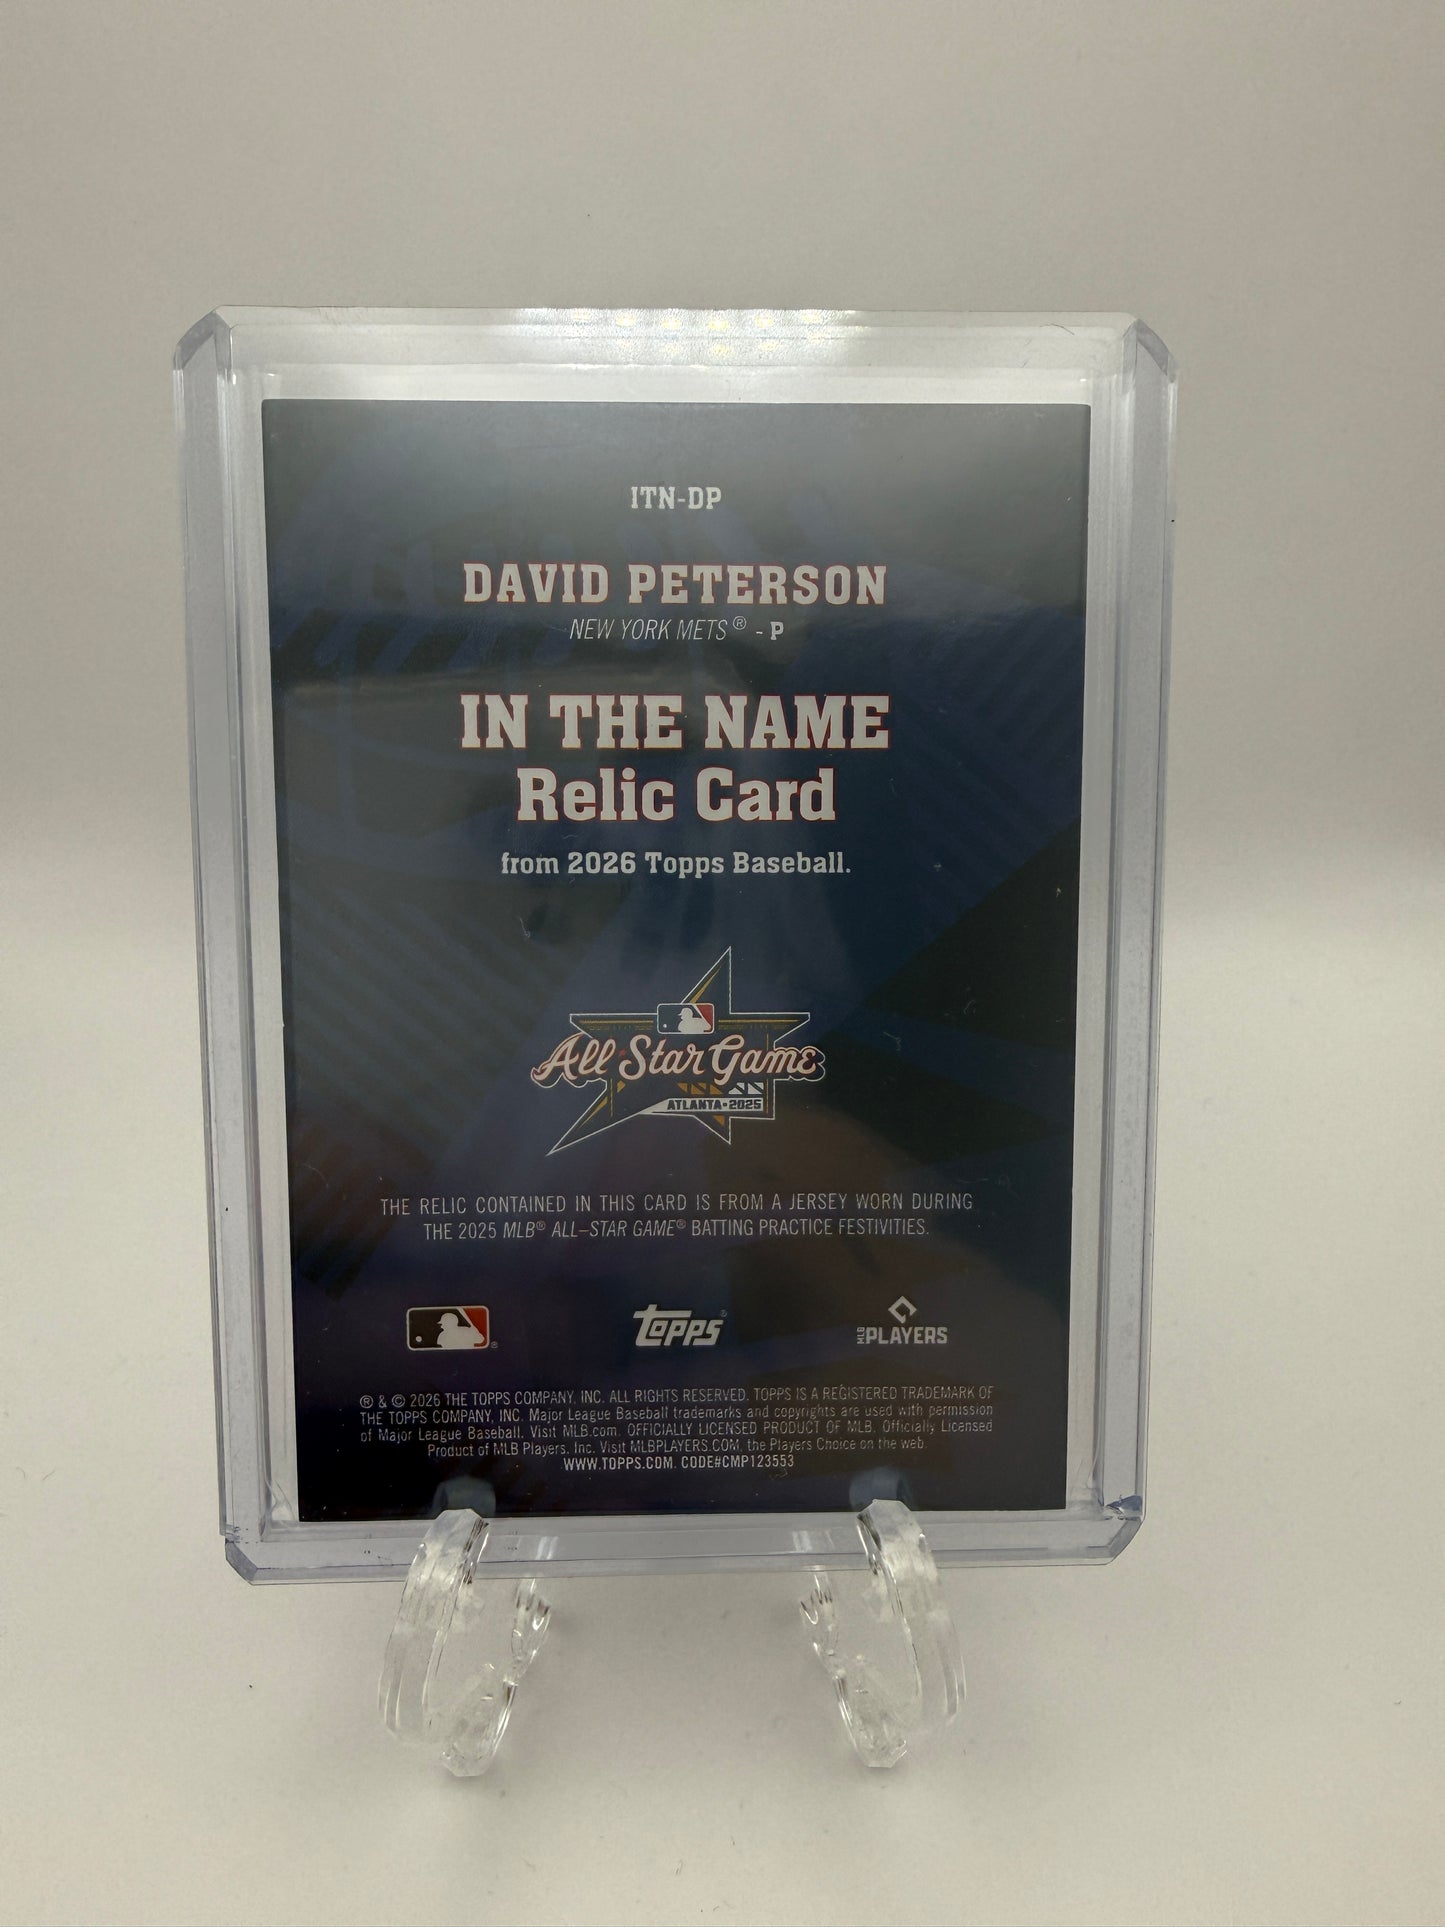 ITN-DP
DAVID PETERSON
NEW YORK METS® - P
IN THE NAME
Relic Card
from 2026 Topps Baseball.
All Star Game
ATLANTA • 2025
THE RELIC CONTAINED IN THIS CARD IS FROM A JERSEY WORN DURING
THE 2025 MLB® ALL-STAR GAME® BATTING PRACTICE FESTIVITIES.
® Topps® MLB PLAYERS
® & © 2026 THE TOPPS COMPANY, INC. ALL RIGHTS RESERVED. TOPPS IS A REGISTERED TRADEMARK OF
THE TOPPS COMPANY, INC. Major League Baseball trademarks and copyrights are used with permission
of Major League Baseball. Visit MLB.com. OFFICIALLY LICENSED PRODUCT OF MLB. Officially Licensed
Product of MLB Players, Inc. Visit MLBPLAYERS.COM, the Players Choice on the web.
WWW.TOPPS.COM. CODE#CMP123553